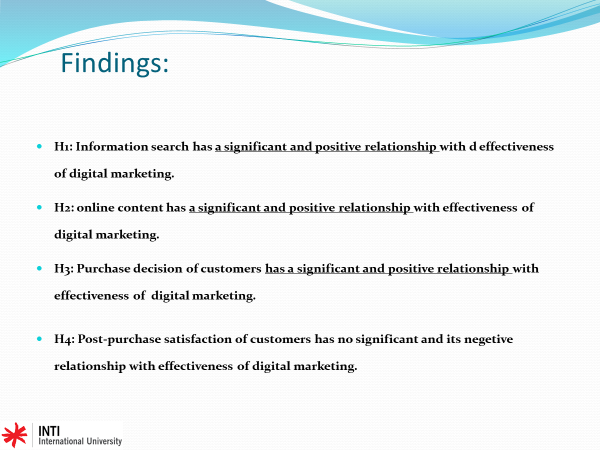 Findings:
H1: Information search has a significant and positive relationship with d effectiveness
of digital marketing.
H2: online content has a significant and positive relationship with effectiveness of
digital marketing.
H3: Purchase decision of customers has a significant and positive relationship with
effectiveness of digital marketing.
H4: Post-purchase satisfaction of customers has no significant and its negetive
relationship with effectiveness of digital marketing.
INTI
International University